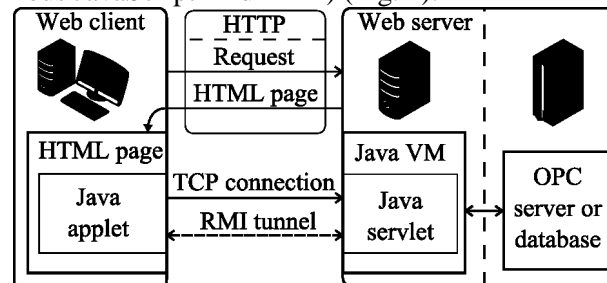 Web client
HTTP
Web server
Request
HTML page
HTML page
Java
applet
TCP connection
RMI tunnel
Java VM
Java
servlet
OPC
server or
database